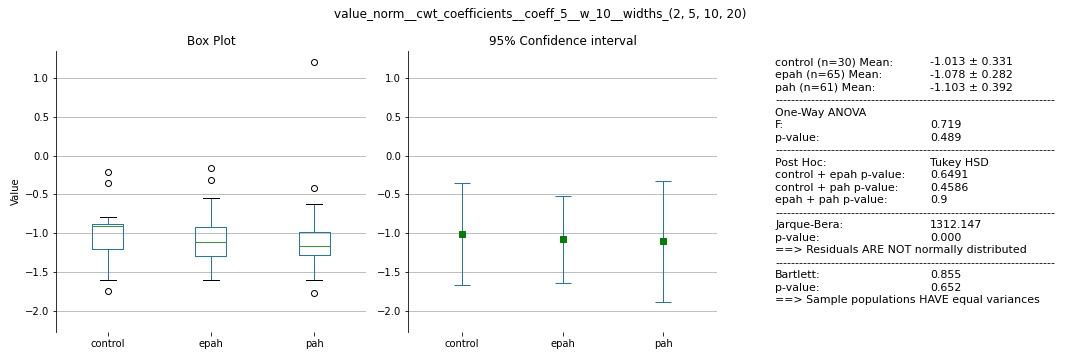 value_norm__cwt_coefficients__coeff_5__w_10__widths_(2, 5, 10, 20)
Box Plot
Value
1.0
0.5
0.0
−0.5
−1.0
−1.5
−2.0
control
epah
pah
95% Confidence interval
1.0
0.5
0.0
−0.5
−1.0
−1.5
−2.0
control
epah
pah
control (n=30) Mean: -1.013 ± 0.331
epah (n=65) Mean: -1.078 ± 0.282
pah (n=61) Mean: -1.103 ± 0.392
One-Way ANOVA
F: 0.719
p-value: 0.489
Post Hoc: Tukey HSD
control + epah p-value: 0.6491
control + pah p-value: 0.4586
epah + pah p-value: 0.9
Jarque-Bera: 1312.147
p-value: 0.000
==> Residuals ARE NOT normally distributed
Bartlett: 0.855
p-value: 0.652
==> Sample populations HAVE equal variances